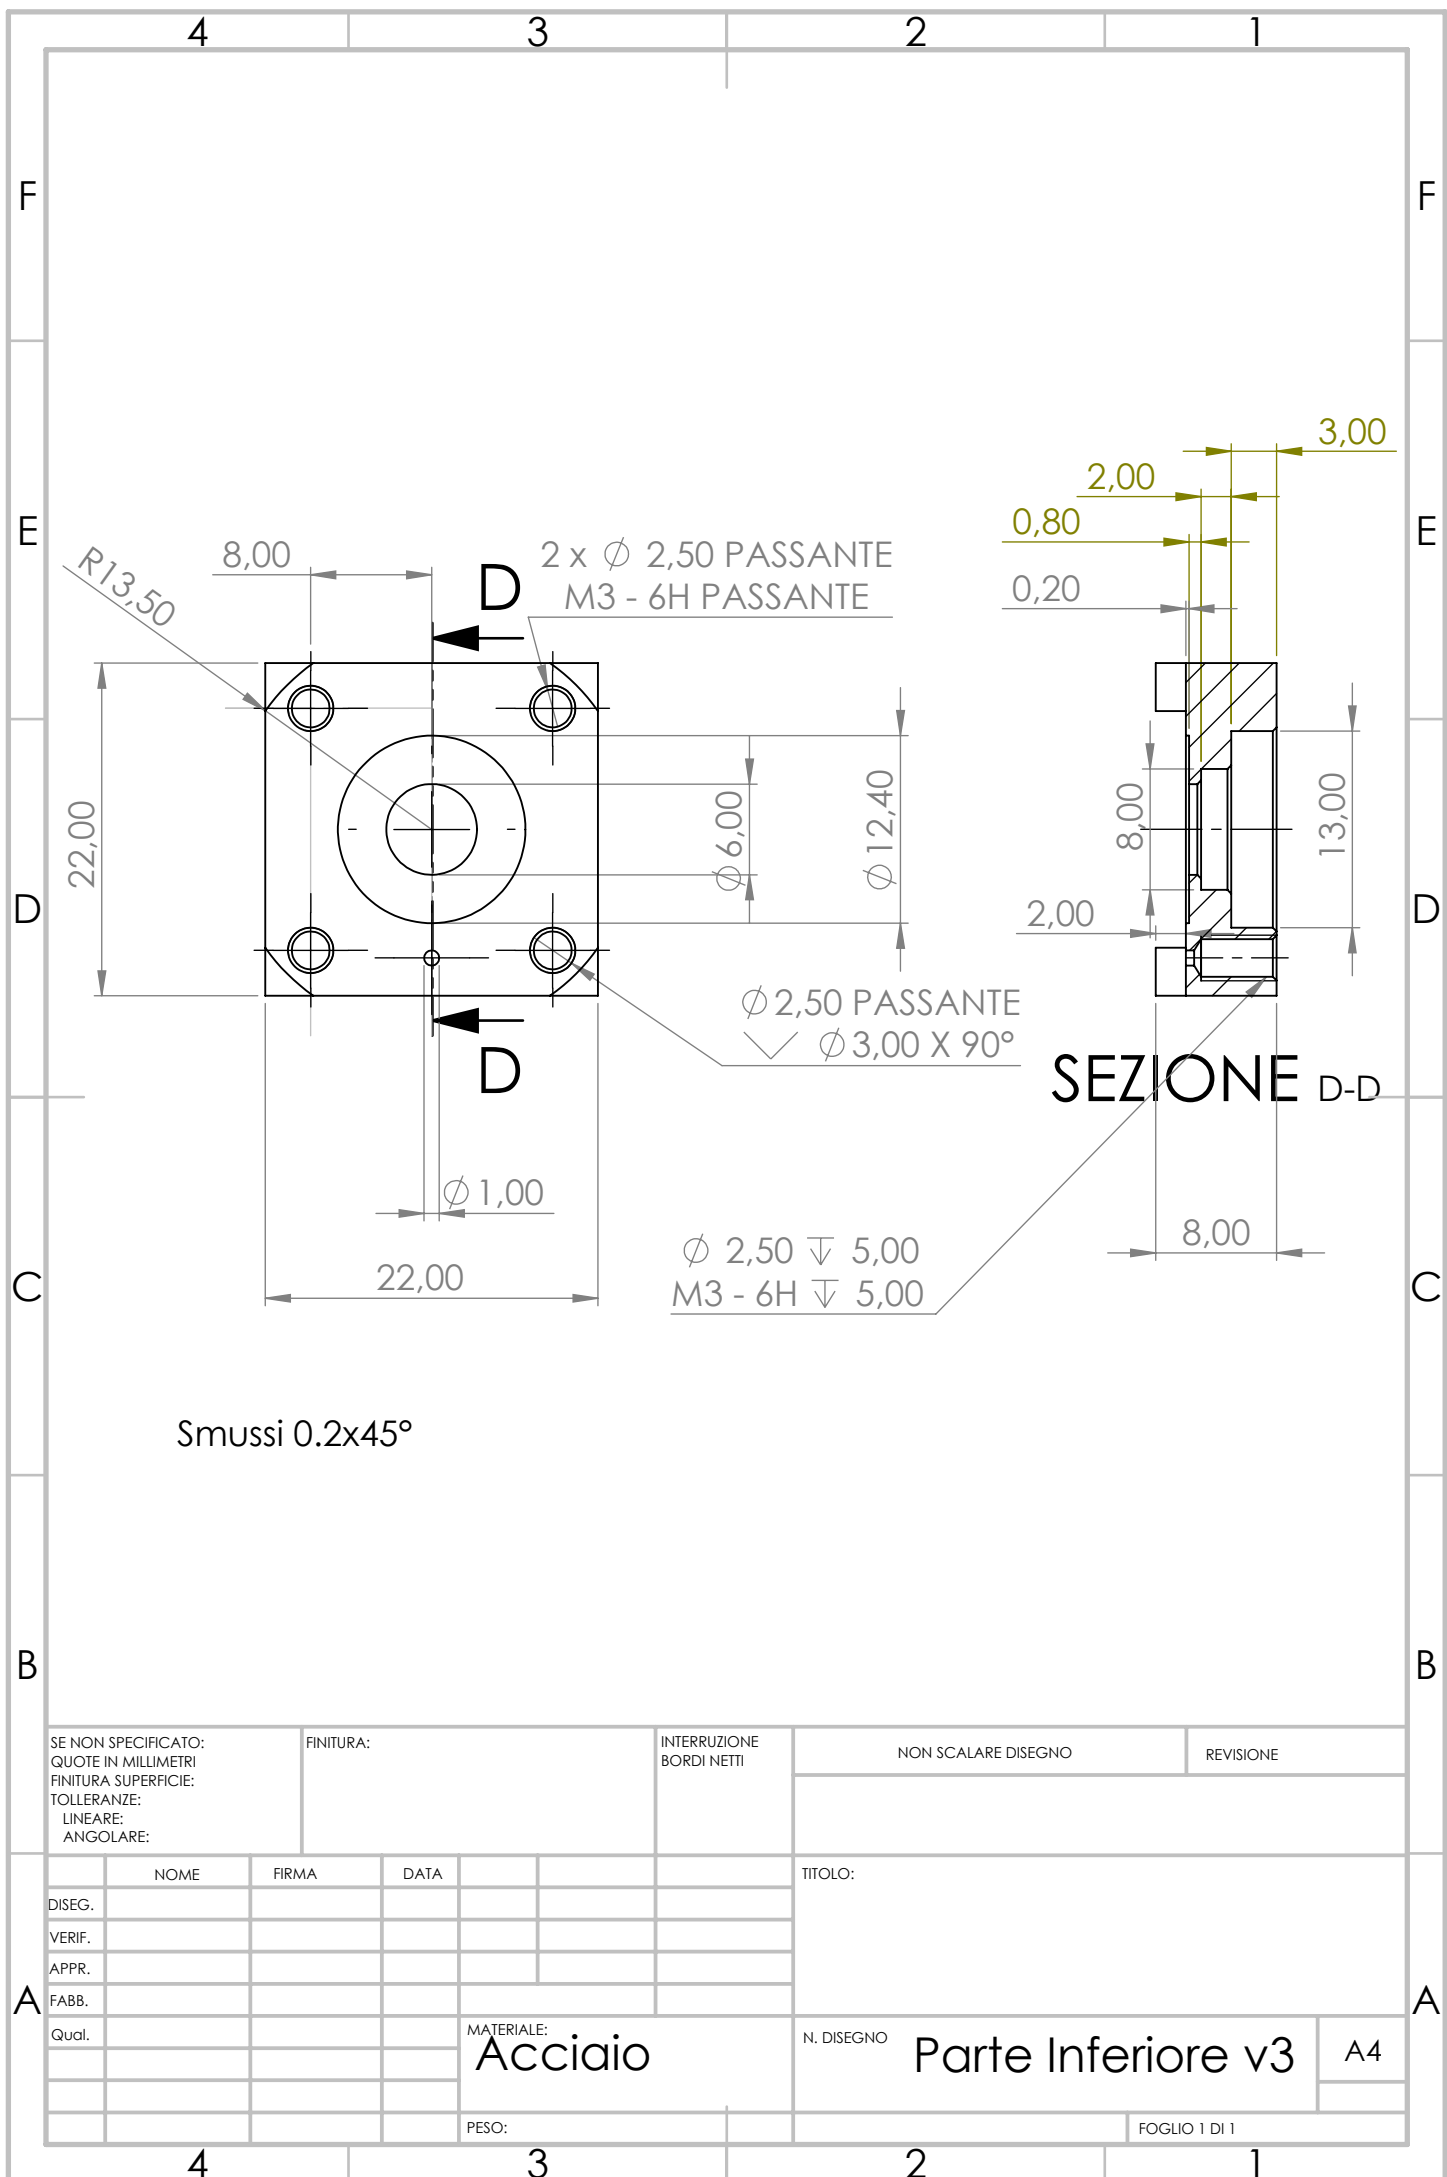 4 3 2 1
F F
3,00
2,00
E E
0,80
8,00 2 x ∅ 2,50 PASSANTE
R13,50 D M3 - 6H PASSANTE
0,20
22,00
∅ 6,00
∅ 12,40
8,00
13,00
D D
2,00
∅ 2,50 PASSANTE
⌵ ∅ 3,00 X 90°
D
SEZIONE D-D
∅ 1,00
8,00
∅ 2,50 ↧ 5,00
M3 - 6H ↧ 5,00
22,00
C C
Smussi 0.2x45°
B B
SE NON SPECIFICATO:
QUOTE IN MILLIMETRI
FINITURA SUPERFICIE:
TOLLERANZE:
LINEARE:
ANGOLARE:
FINITURA:
INTERRUZIONE
BORDI NETTI
NON SCALARE DISEGNO
REVISIONE
NOME FIRMA DATA
TITOLO:
DISEG.
VERIF.
APPR.
A A
FABB.
Qual.
MATERIALE:
Acciaio
N. DISEGNO
Parte Inferiore v3
A4
PESO:
FOGLIO 1 DI 1
4 3 2 1